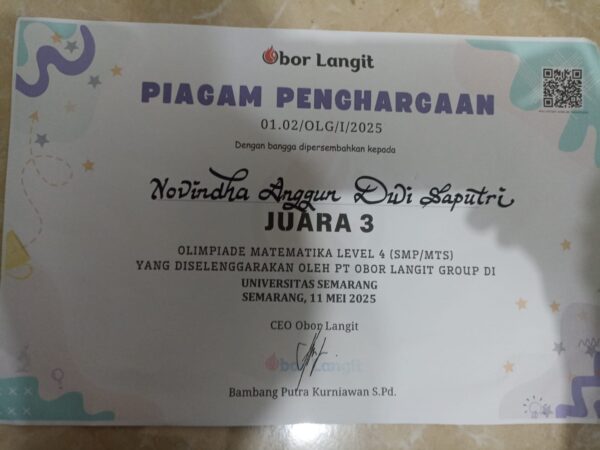 Obor Langit
PIAGAM PENGHARGAAN
01.02/OLG/I/2025
Dengan bangga dipersembahkan kepada
Novindha Anggun Dwi Saputri
JUARA 3
OLIMPIADE MATEMATIKA LEVEL 4 (SMP/MTS)
YANG DISELENGGARAKAN OLEH PT OBOR LANGIT GROUP DI
UNIVERSITAS SEMARANG
SEMARANG, 11 MEI 2025
CEO Obor Langit
Obor Langit
Bambang Putra Kurniawan S.Pd.